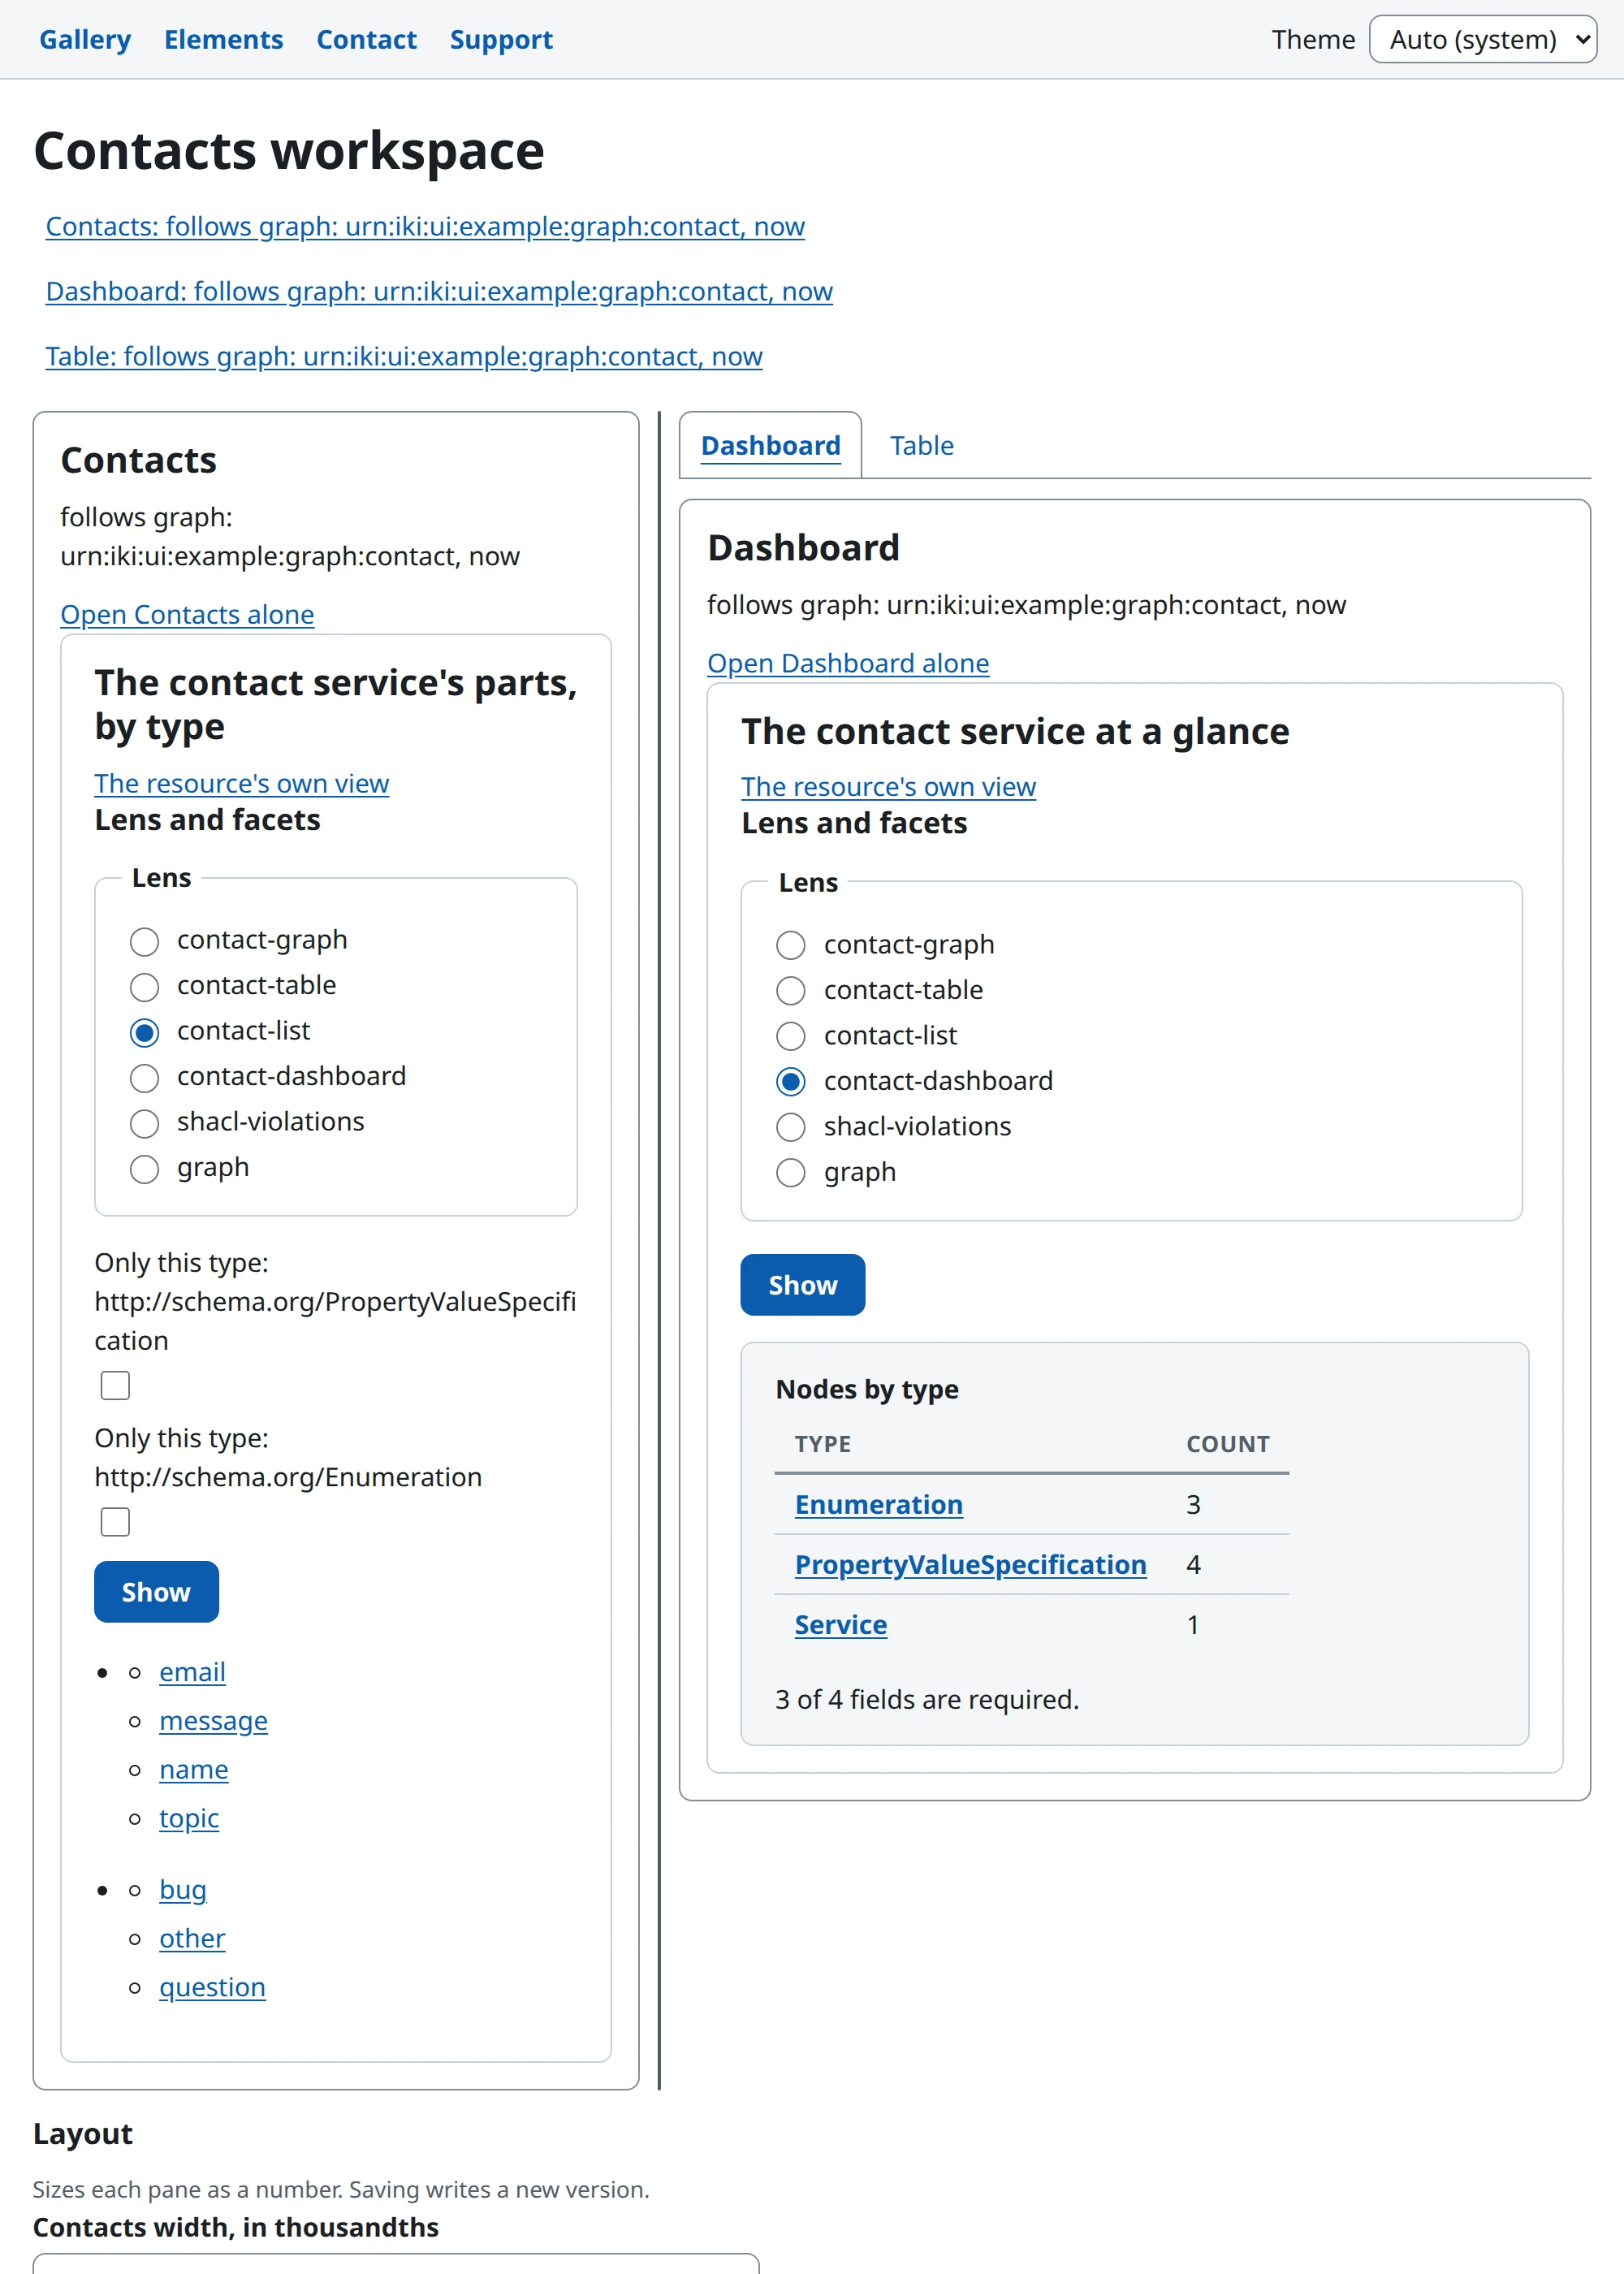 Gallery Elements Contact Support Theme Auto (system)
Contacts workspace
Contacts: follows graph: urn:iki:ui:example:graph:contact, now
Dashboard: follows graph: urn:iki:ui:example:graph:contact, now
Table: follows graph: urn:iki:ui:example:graph:contact, now
Contacts
follows graph:
urn:iki:ui:example:graph:contact, now
Open Contacts alone
The contact service's parts,
by type
The resource's own view
Lens and facets
Lens
contact-graph
contact-table
contact-list
contact-dashboard
shacl-violations
graph
Only this type:
http://schema.org/PropertyValueSpecifi
cation
Only this type:
http://schema.org/Enumeration
Show
email
message
name
topic
bug
other
question
Dashboard Table
Dashboard
follows graph: urn:iki:ui:example:graph:contact, now
Open Dashboard alone
The contact service at a glance
The resource's own view
Lens and facets
Lens
contact-graph
contact-table
contact-list
contact-dashboard
shacl-violations
graph
Show
Nodes by type
TYPE COUNT
Enumeration 3
PropertyValueSpecification 4
Service 1
3 of 4 fields are required.
Layout
Sizes each pane as a number. Saving writes a new version.
Contacts width, in thousandths